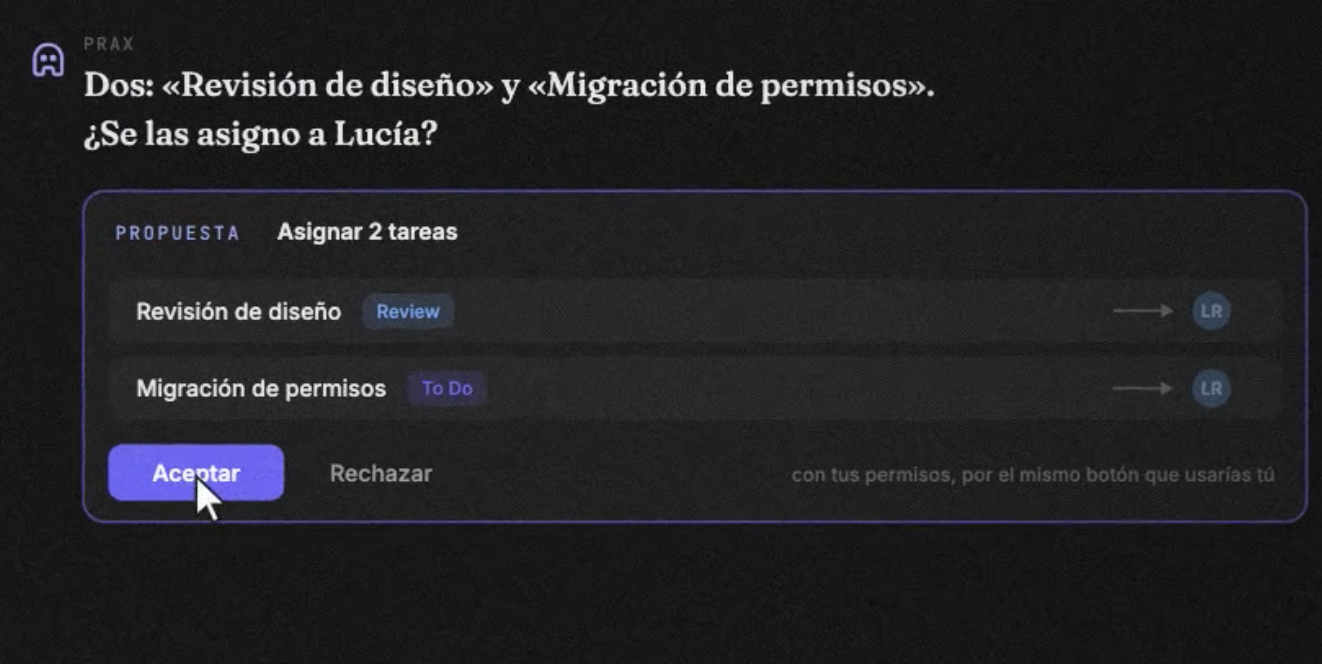 PRAX
Dos: «Revisión de diseño» y «Migración de permisos».
¿Se las asigno a Lucía?
PROPUESTA Asignar 2 tareas
Revisión de diseño Review LR
Migración de permisos To Do LR
Aceptar Rechazar con tus permisos, por el mismo botón que usarías tú